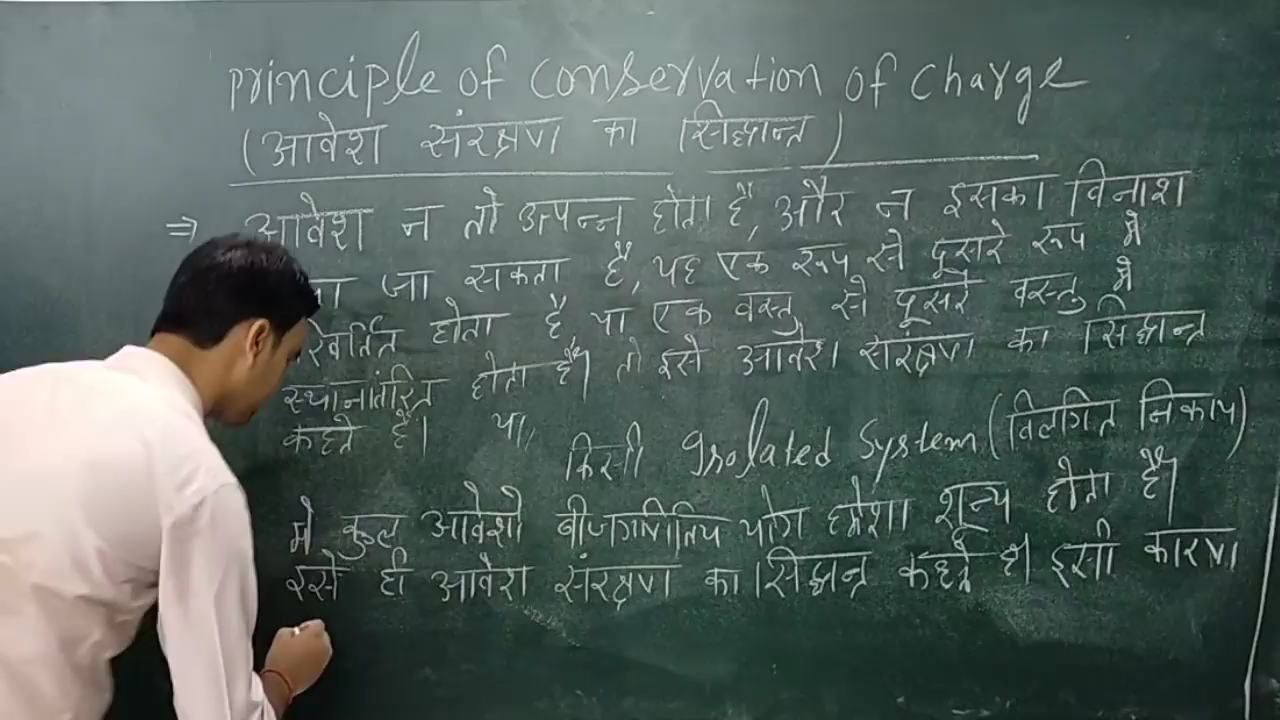 Principle of Conservation of Charge
(आवेश संरक्षण का सिद्धान्त)
⇒ आवेश न तो उत्पन्न होता है, और न इसका विनाश
जा सकता है, यह एक रूप से दूसरे रूप मे
होता है, या एक वस्तु से दूसरे वस्तु मे
स्थानांतरित होता है। तो इसे आवेश संरक्षण का सिद्धान्त
कहते है। या,
किसी Isolated System (विलगित निकाय)
मे कुल आवेशो बीजगणितिय योग हमेशा शून्य होता है।
इसे ही आवेश संरक्षण का सिद्धान्त कहते है। इसी कारण